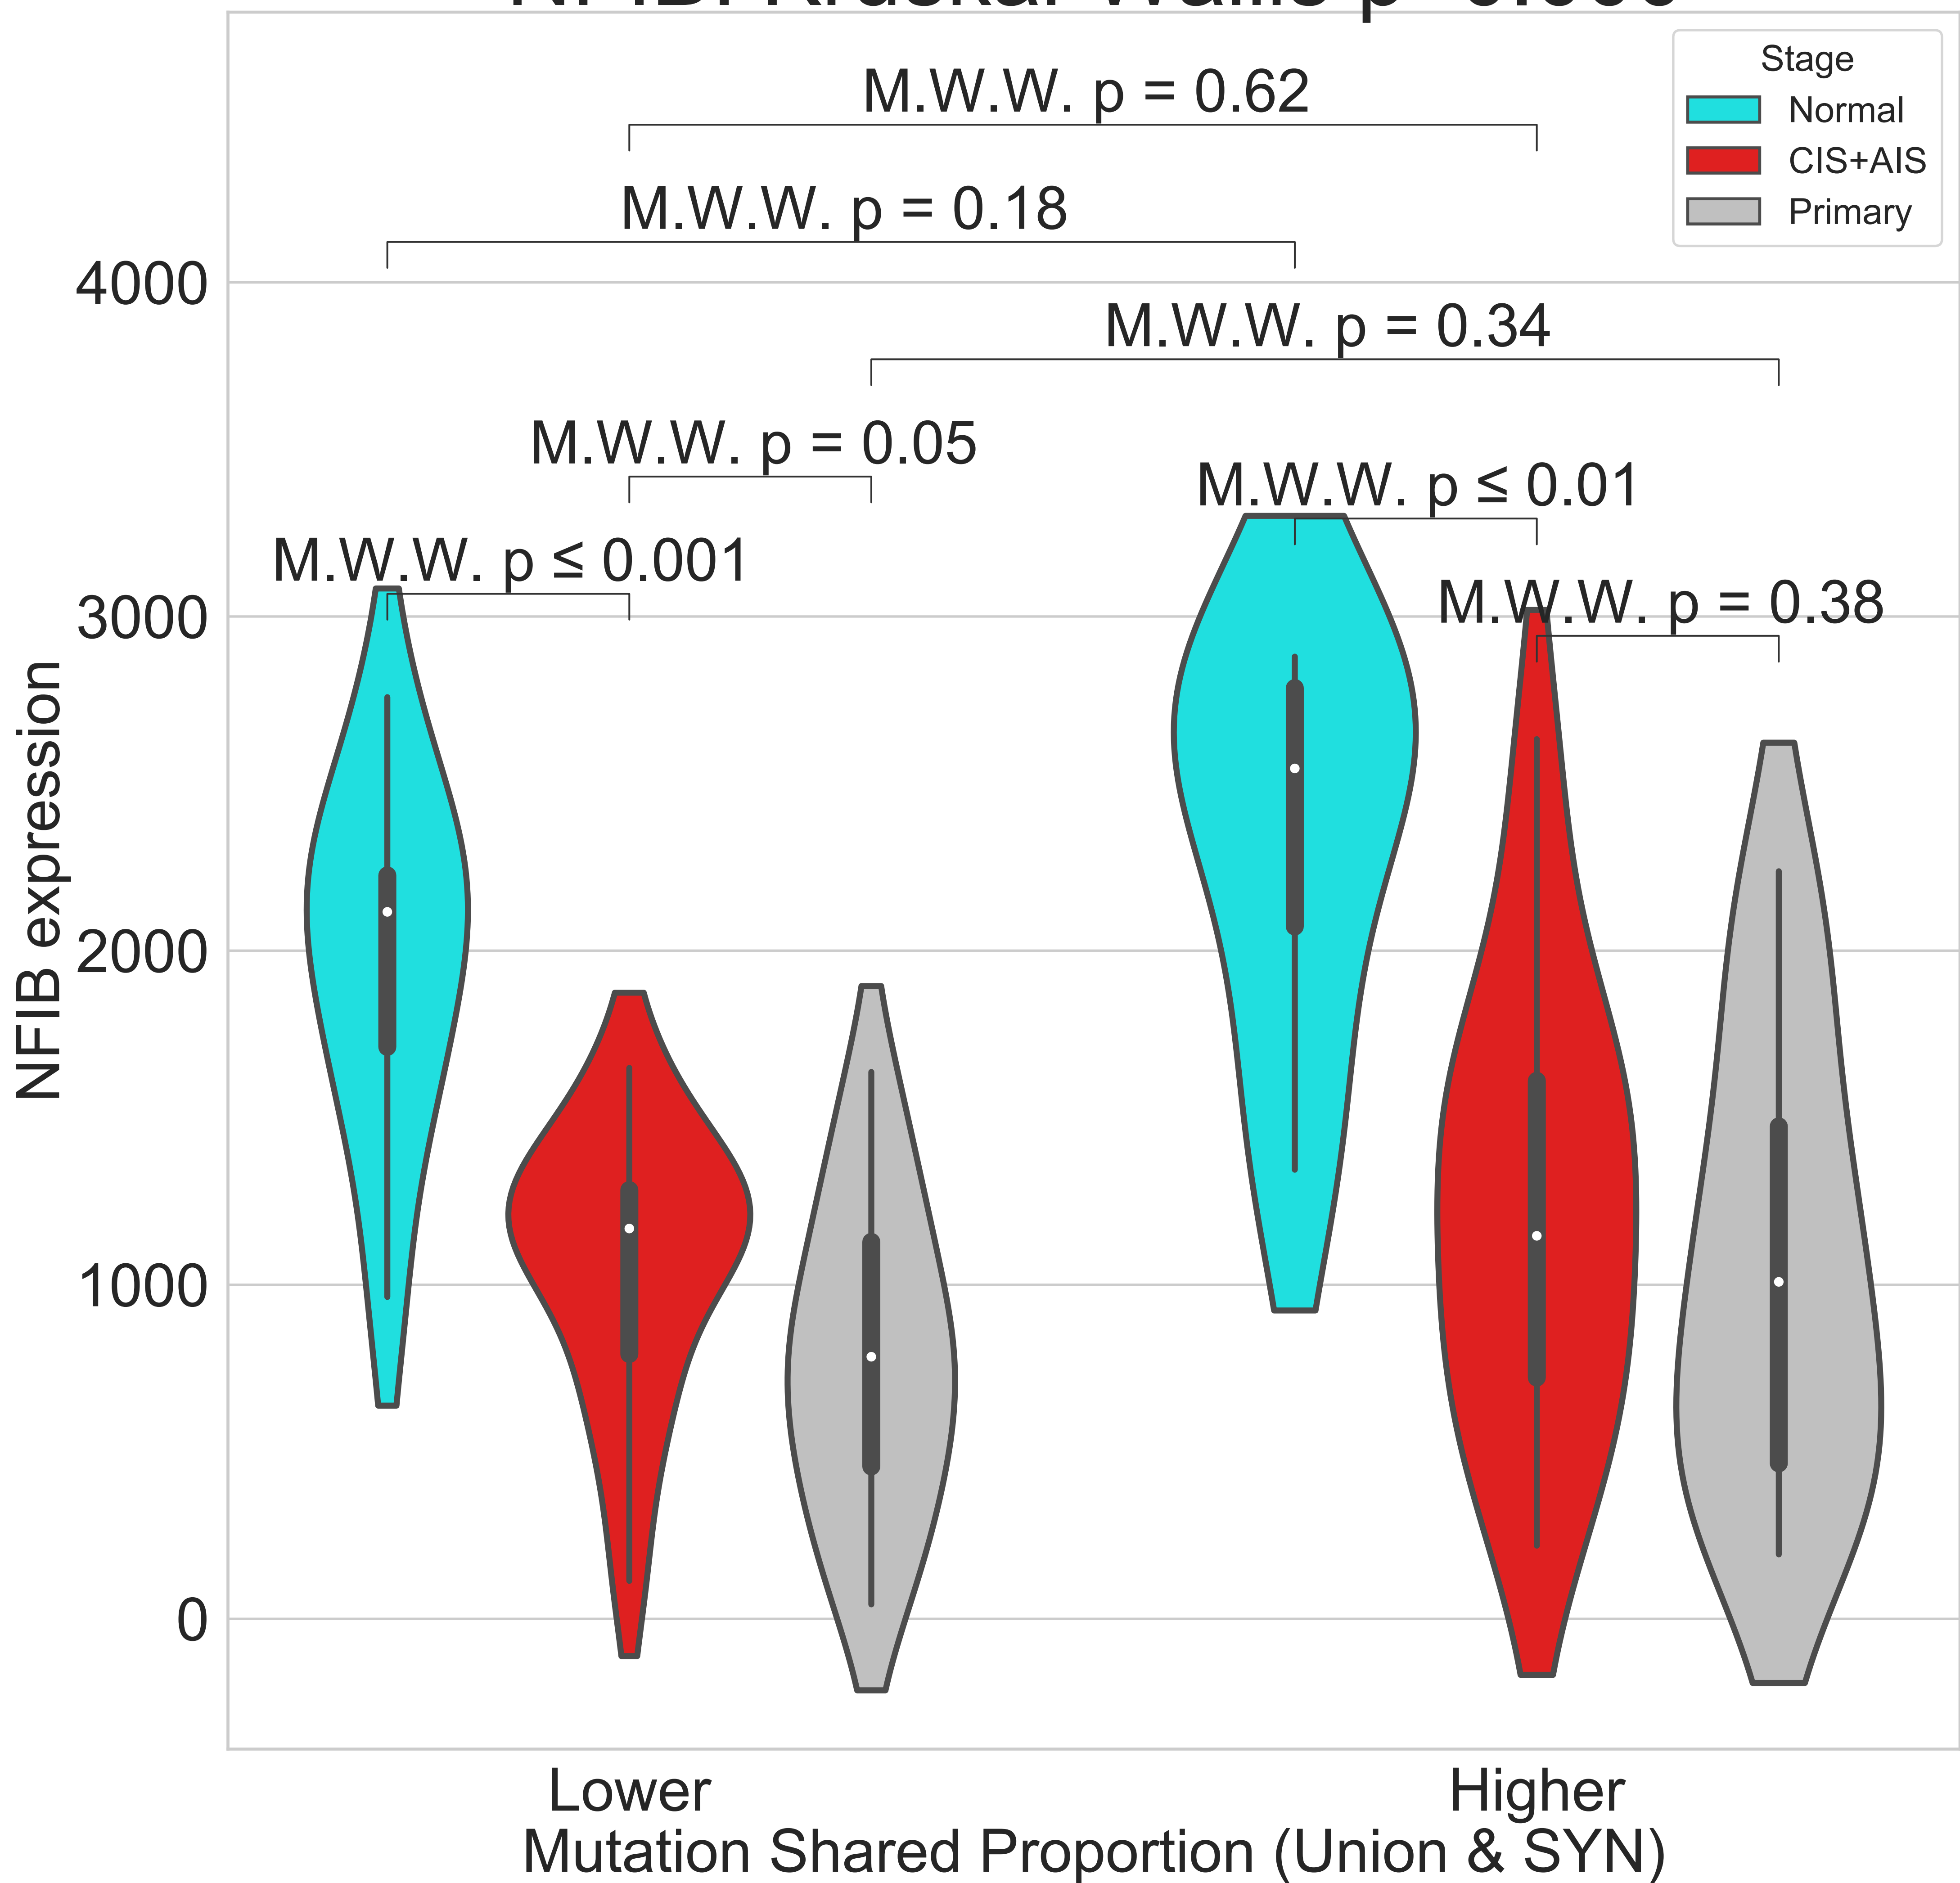 Stage
Normal
CIS+AIS
Primary
M.W.W. p = 0.62
M.W.W. p = 0.18
M.W.W. p = 0.34
M.W.W. p = 0.05
M.W.W. p ≤ 0.01
M.W.W. p ≤ 0.001
M.W.W. p = 0.38
4000
3000
2000
1000
0
NFIB expression
Lower
Higher
Mutation Shared Proportion (Union & SYN)